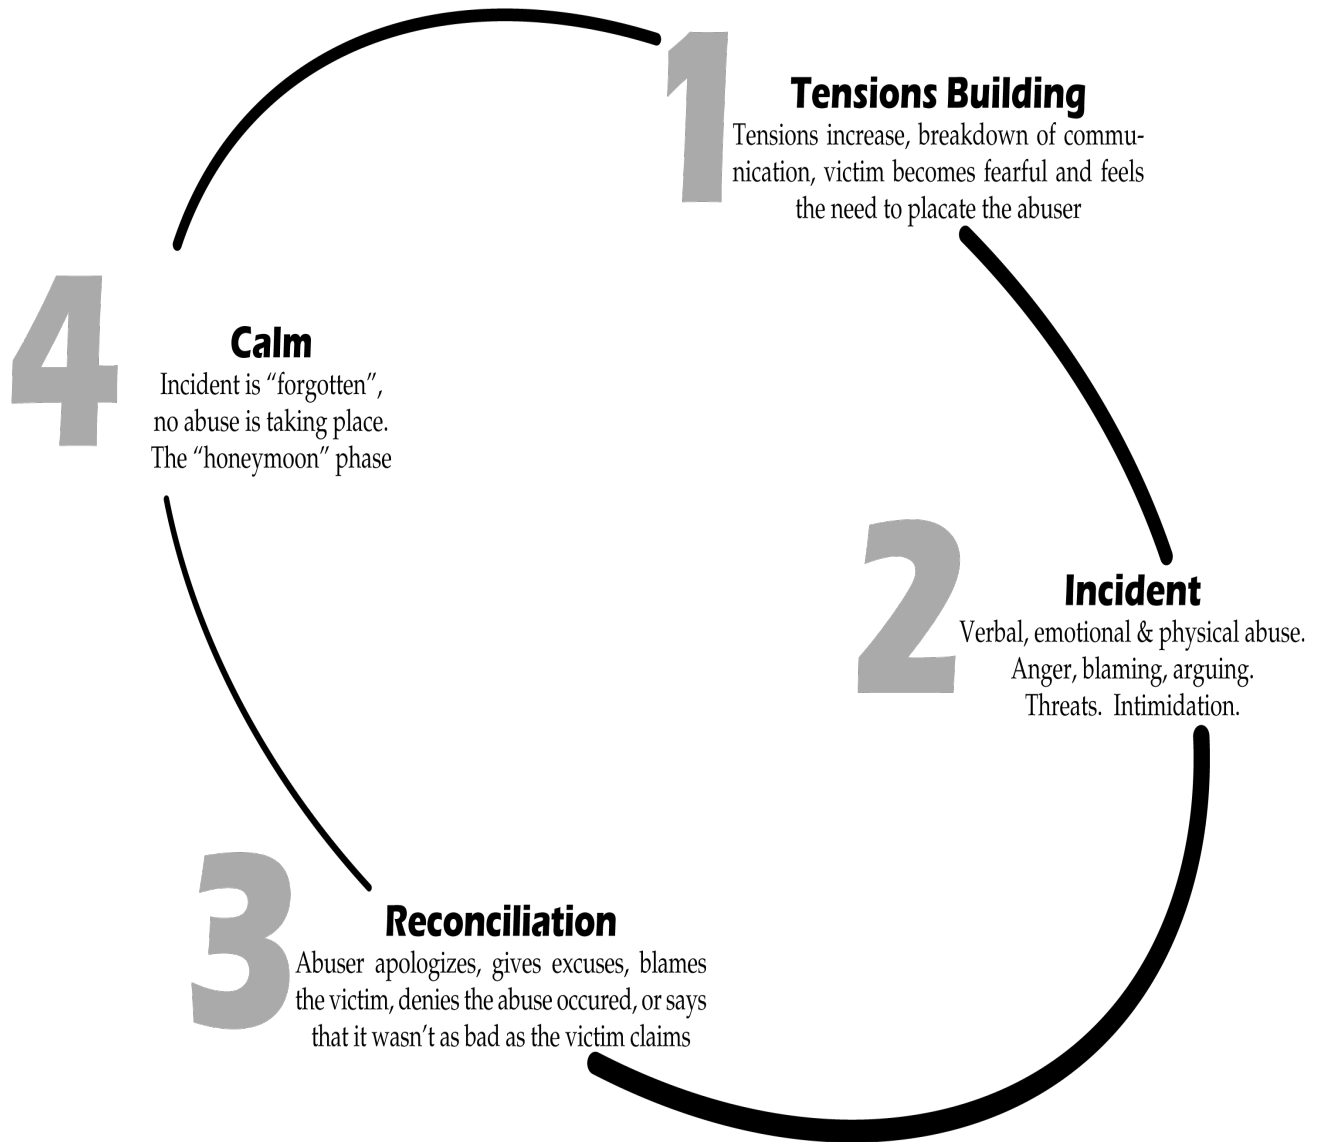 1
Tensions Building
Tensions increase, breakdown of commu-
nication, victim becomes fearful and feels
the need to placate the abuser
2
Incident
Verbal, emotional & physical abuse.
Anger, blaming, arguing.
Threats.  Intimidation.
3
Reconciliation
Abuser apologizes, gives excuses, blames
the victim, denies the abuse occured, or says
that it wasn’t as bad as the victim claims
4
Calm
Incident is “forgotten”,
no abuse is taking place.
The “honeymoon” phase